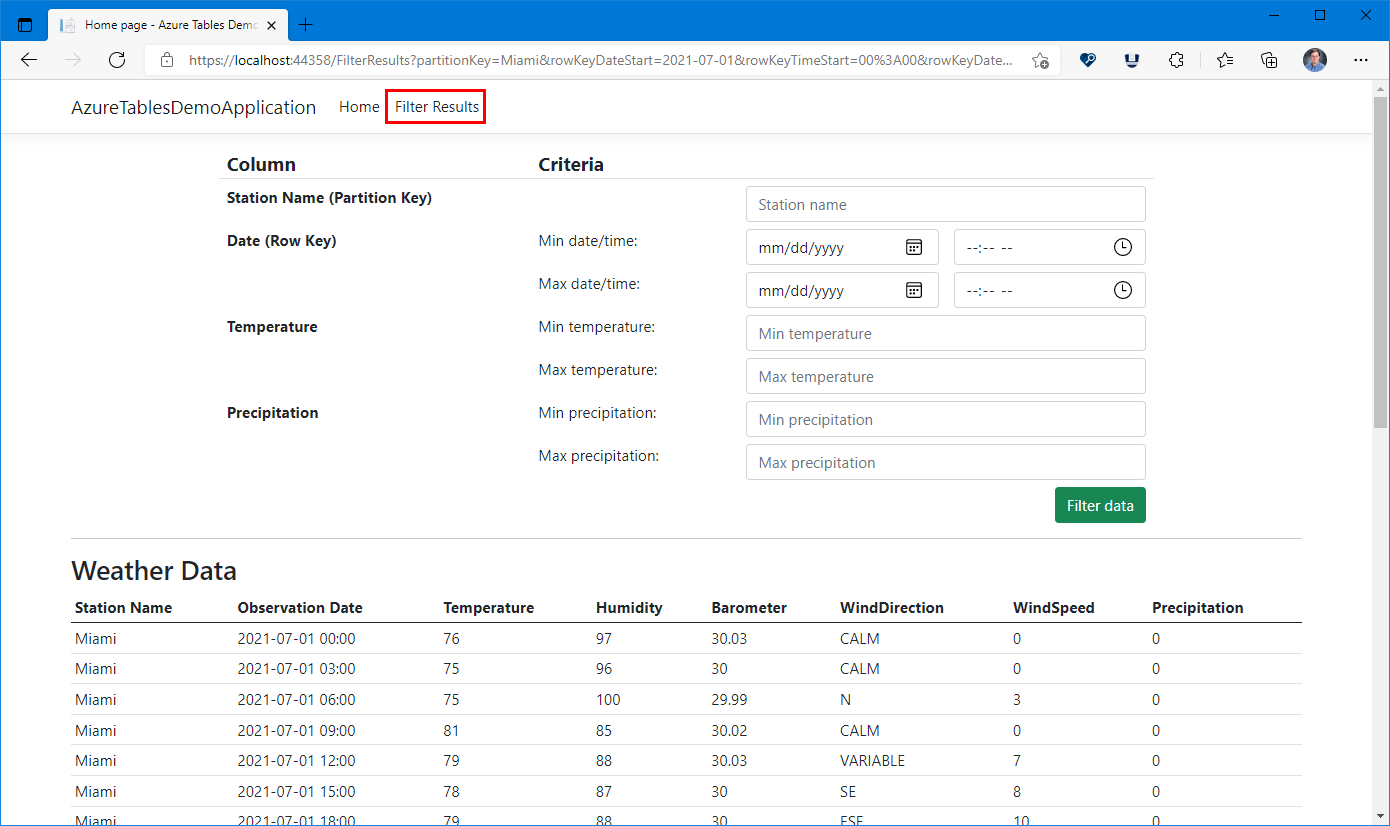 Home page - Azure Tables Demo
https://localhost:44358/FilterResults?partitionKey=Miami&rowKeyDateStart=2021-07-01&rowKeyTimeStart=00%3A00&rowKeyDate...
AzureTablesDemoApplication Home Filter Results
Column Criteria
Station Name (Partition Key) Station name
Date (Row Key) Min date/time: mm/dd/yyyy --:-- --
Max date/time: mm/dd/yyyy --:-- --
Temperature Min temperature: Min temperature
Max temperature: Max temperature
Precipitation Min precipitation: Min precipitation
Max precipitation: Max precipitation
Filter data
Weather Data
Station Name Observation Date Temperature Humidity Barometer WindDirection WindSpeed Precipitation
Miami 2021-07-01 00:00 76 97 30.03 CALM 0 0
Miami 2021-07-01 03:00 75 96 30 CALM 0 0
Miami 2021-07-01 06:00 75 100 29.99 N 3 0
Miami 2021-07-01 09:00 81 85 30.02 CALM 0 0
Miami 2021-07-01 12:00 79 88 30.03 VARIABLE 7 0
Miami 2021-07-01 15:00 78 87 30 SE 8 0
Miami 2021-07-01 18:00 79 88 30 ESE 10 0